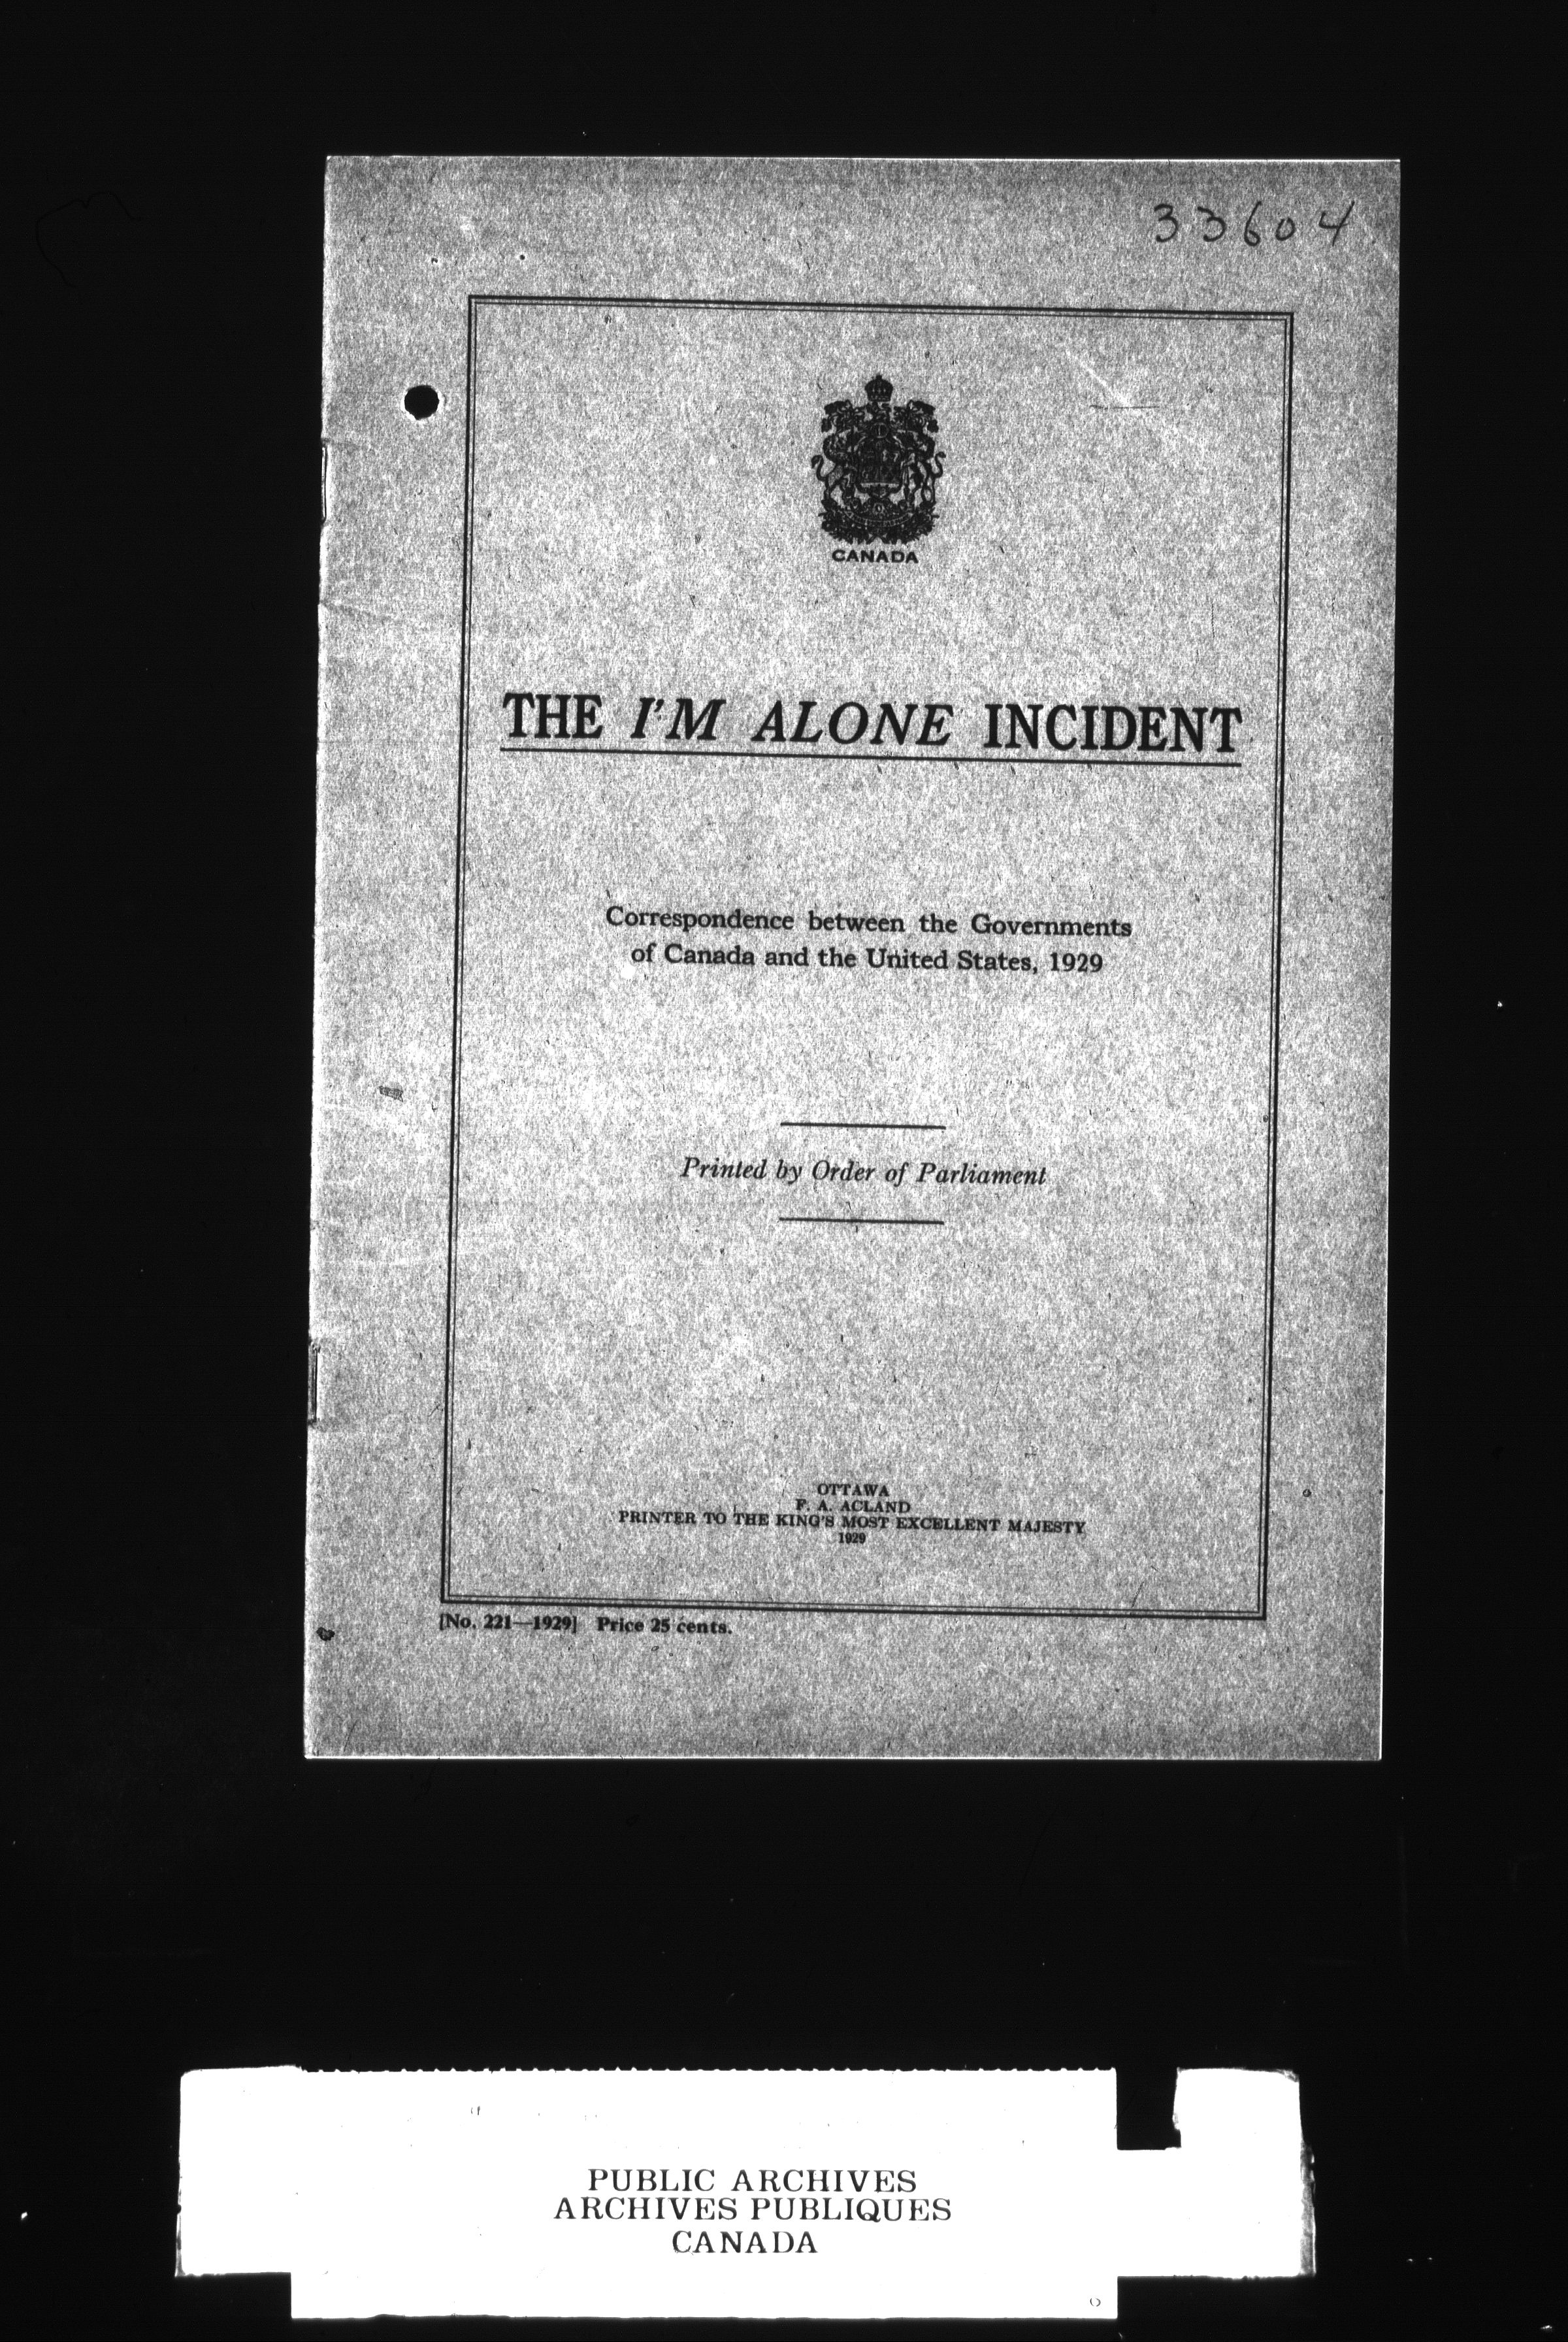 33604
CANADA
THE I'M ALONE INCIDENT
Correspondence between the Governments
of Canada and the United States, 1929
Printed by Order of Parliament
OTTAWA
F. A. ACLAND
PRINTER TO THE KING'S MOST EXCELLENT MAJESTY
1929
[No. 221—1929] Price 25 cents.
PUBLIC ARCHIVES
ARCHIVES PUBLIQUES
CANADA